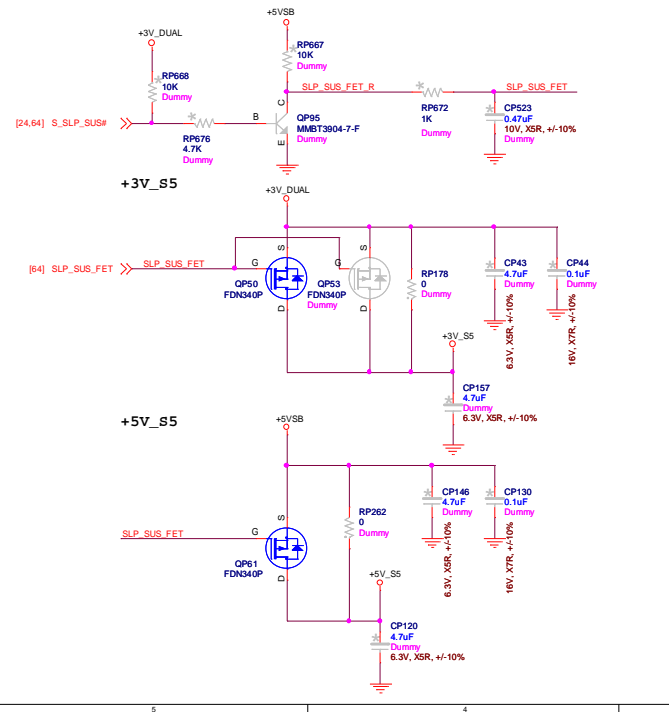 +5VSB
+3V_DUAL
RP667
10K
Dummy
RP668
10K
Dummy
SLP_SUS_FET_R
SLP_SUS_FET
C
RP672
1K
Dummy
CP523
0.47uF
10V, X5R, +/-10%
Dummy
[24,64] S_SLP_SUS#
B
QP95
MMBT3904-7-F
Dummy
E
RP676
4.7K
Dummy
+3V_S5
+3V_DUAL
[64] SLP_SUS_FET
SLP_SUS_FET
S
G
QP50
FDN340P
D
S
G
QP53
FDN340P
Dummy
D
RP178
0
Dummy
CP43
4.7uF
Dummy
6.3V, X5R, +/-10%
CP44
0.1uF
Dummy
16V, X7R, +/-10%
+3V_S5
CP157
4.7uF
Dummy
6.3V, X5R, +/-10%
+5V_S5
+5VSB
SLP_SUS_FET
S
G
QP61
FDN340P
D
RP262
0
Dummy
CP146
4.7uF
Dummy
6.3V, X5R, +/-10%
CP130
0.1uF
Dummy
16V, X7R, +/-10%
+5V_S5
CP120
4.7uF
Dummy
6.3V, X5R, +/-10%
5
4